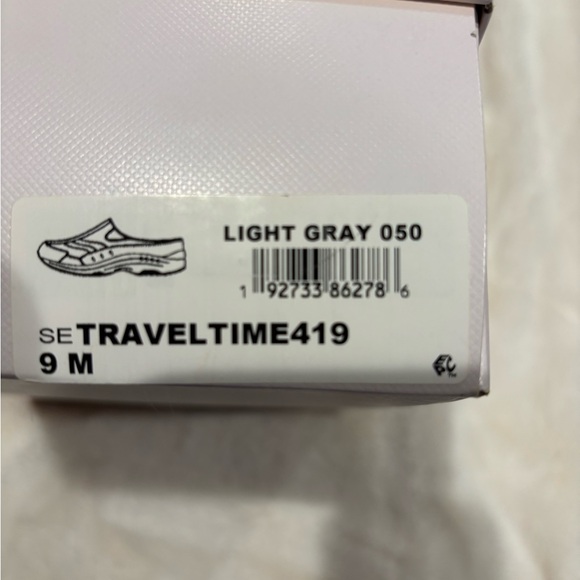 LIGHT GRAY 050
1 92733 86278 6
SETRAVELTIME419
9 M